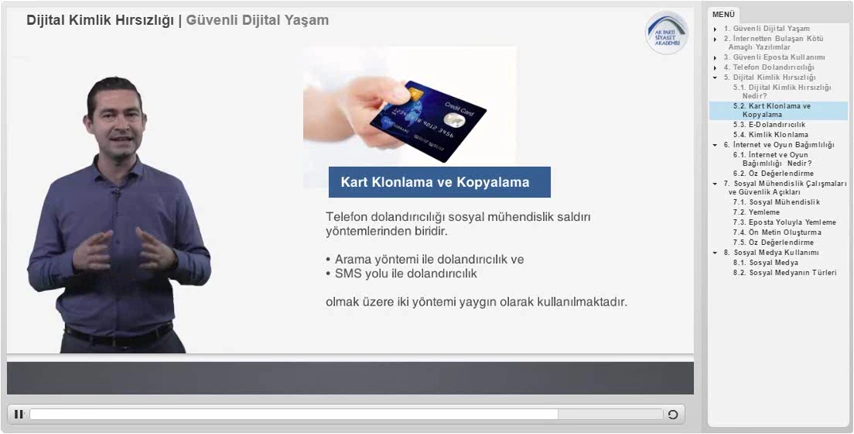 Dijital Kimlik Hırsızlığı | Güvenli Dijital Yaşam
AK PARTİ
SİYASET
AKADEMİSİ
Credit Card
Kart Klonlama ve Kopyalama
Telefon dolandırıcılığı sosyal mühendislik saldırı
yöntemlerinden biridir.
• Arama yöntemi ile dolandırıcılık ve
• SMS yolu ile dolandırıcılık
olmak üzere iki yöntemi yaygın olarak kullanılmaktadır.
MENÜ
1. Güvenli Dijital Yaşam
2. İnternetten Bulaşan Kötü
Amaçlı Yazılımlar
3. Güvenli Eposta Kullanımı
4. Telefon Dolandırıcılığı
5. Dijital Kimlik Hırsızlığı
5.1. Dijital Kimlik Hırsızlığı
Nedir?
5.2. Kart Klonlama ve
Kopyalama
5.3. E-Dolandırıcılık
5.4. Kimlik Klonlama
6. İnternet ve Oyun Bağımlılığı
6.1. İnternet ve Oyun
Bağımlılığı Nedir?
6.2. Öz Değerlendirme
7. Sosyal Mühendislik Çalışmaları
ve Güvenlik Açıkları
7.1. Sosyal Mühendislik
7.2. Yemleme
7.3. Eposta Yoluyla Yemleme
7.4. Ön Metin Oluşturma
7.5. Öz Değerlendirme
8. Sosyal Medya Kullanımı
8.1. Sosyal Medya
8.2. Sosyal Medyanın Türleri